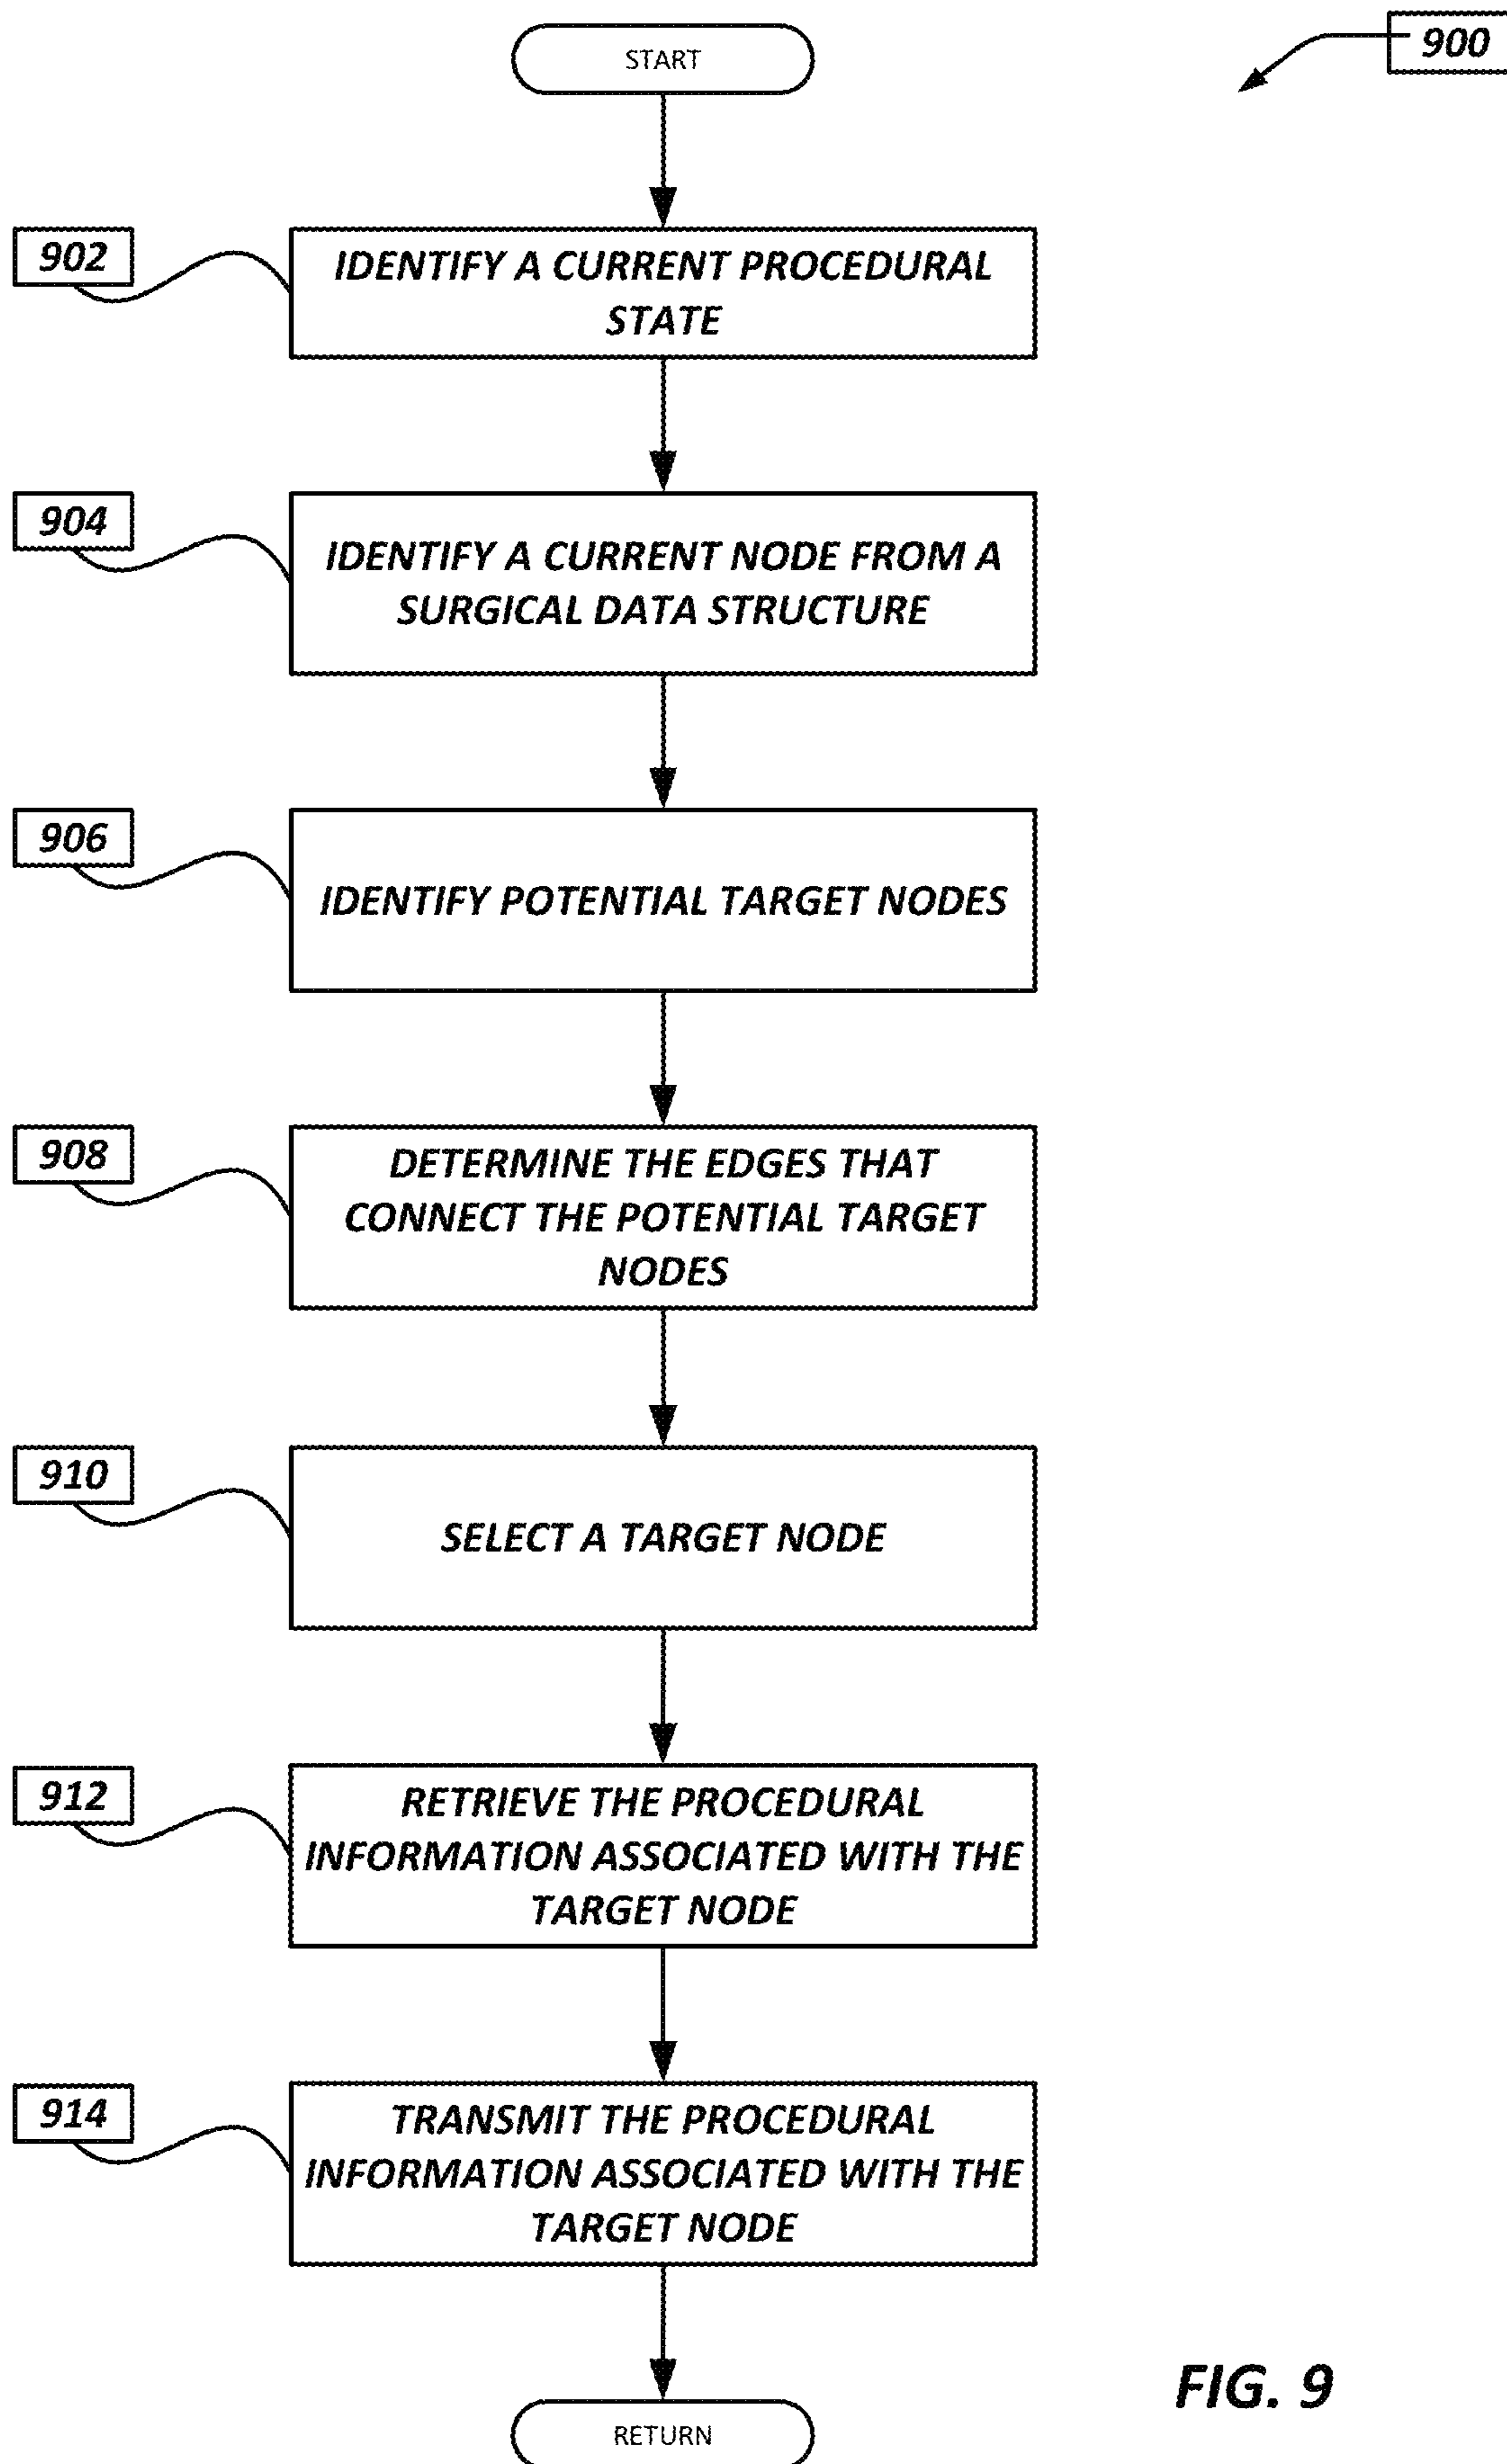 START
900
902
IDENTIFY A CURRENT PROCEDURAL
STATE
904
IDENTIFY A CURRENT NODE FROM A
SURGICAL DATA STRUCTURE
906
IDENTIFY POTENTIAL TARGET NODES
908
DETERMINE THE EDGES THAT
CONNECT THE POTENTIAL TARGET
NODES
910
SELECT A TARGET NODE
912
RETRIEVE THE PROCEDURAL
INFORMATION ASSOCIATED WITH THE
TARGET NODE
914
TRANSMIT THE PROCEDURAL
INFORMATION ASSOCIATED WITH THE
TARGET NODE
FIG. 9
RETURN